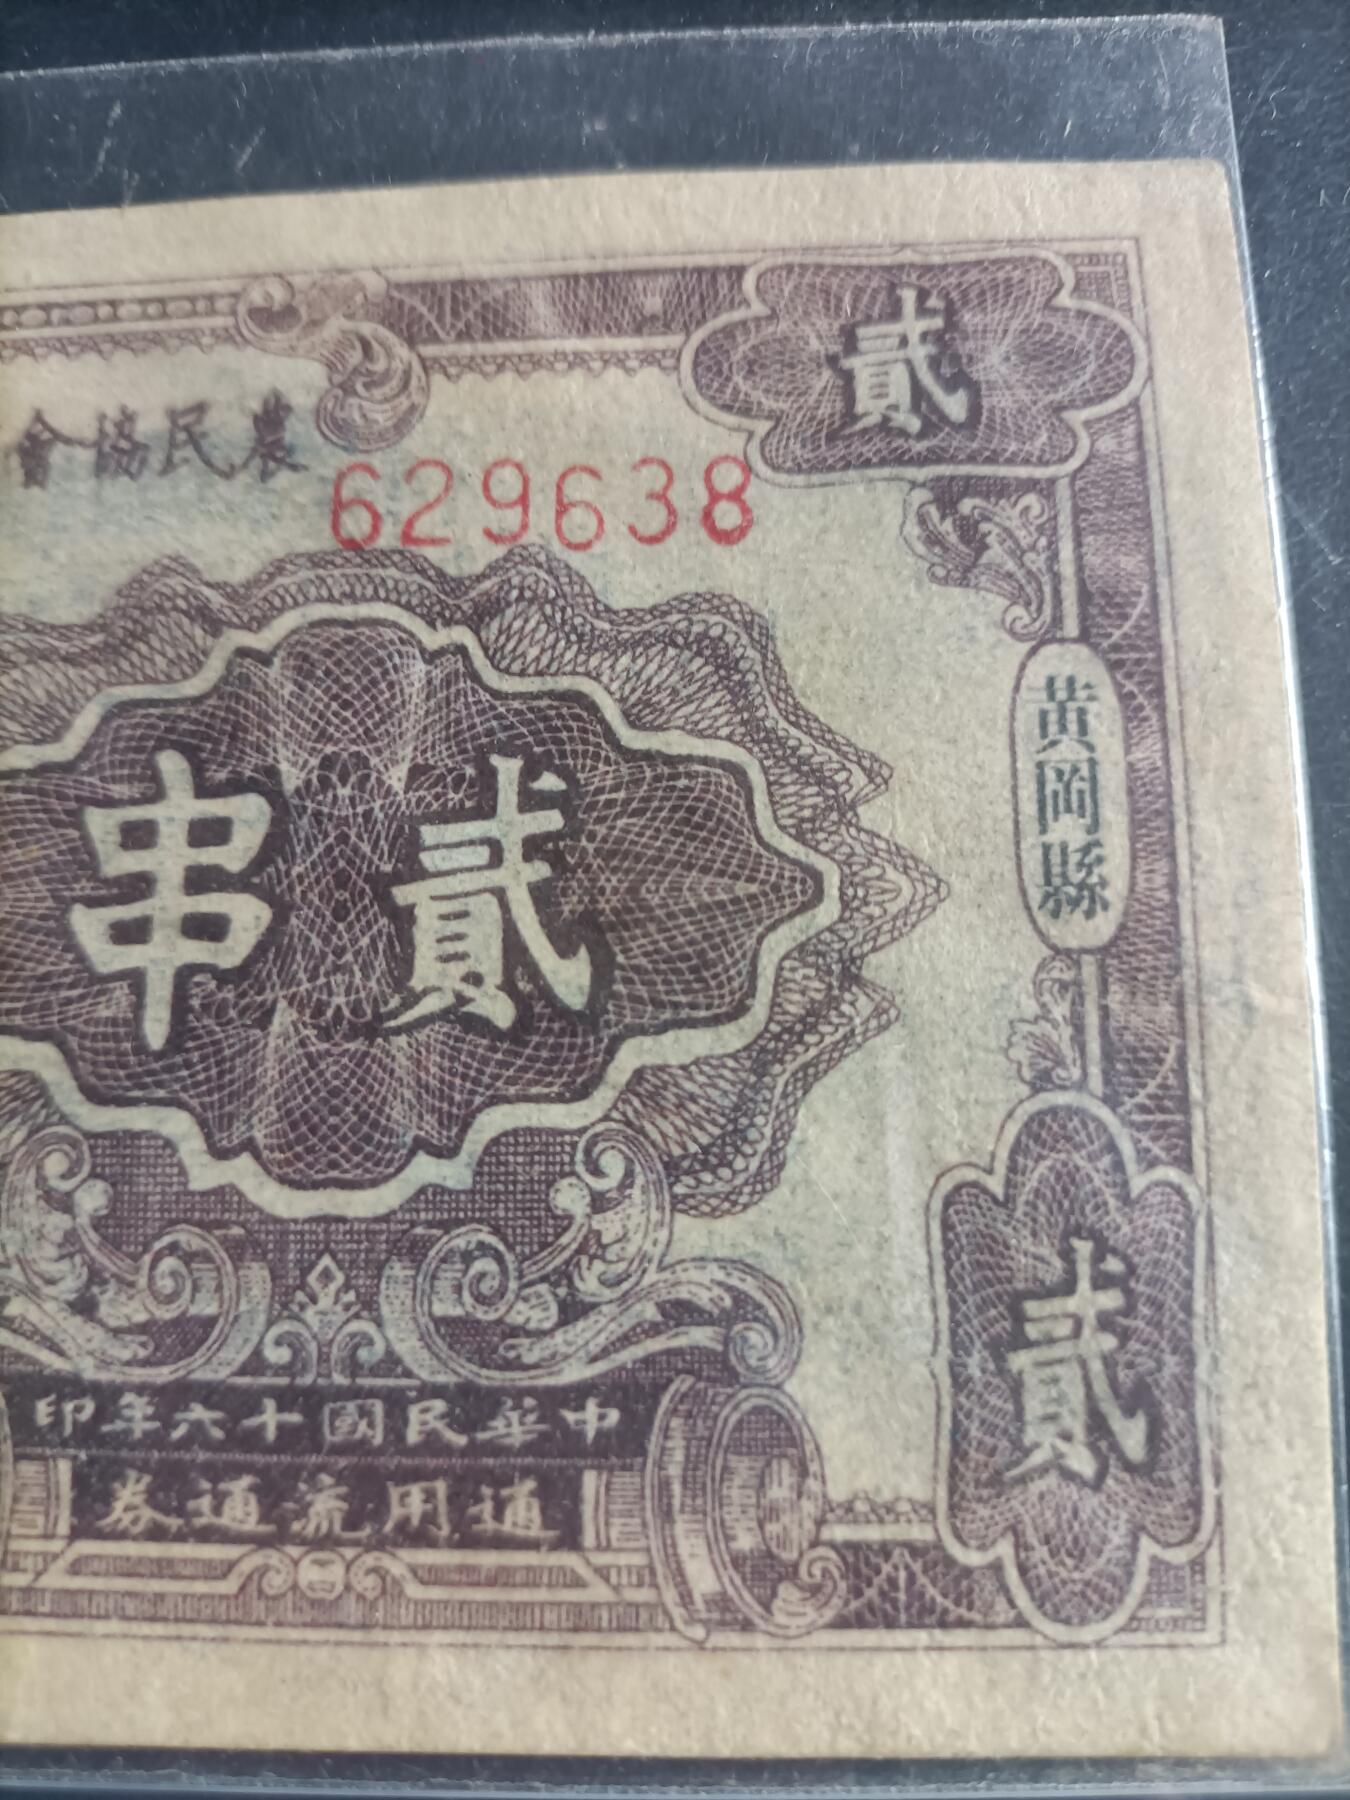 貳
農民協會
629638
黃岡縣
貳串
中華民國十六年印
通用流通券
貳